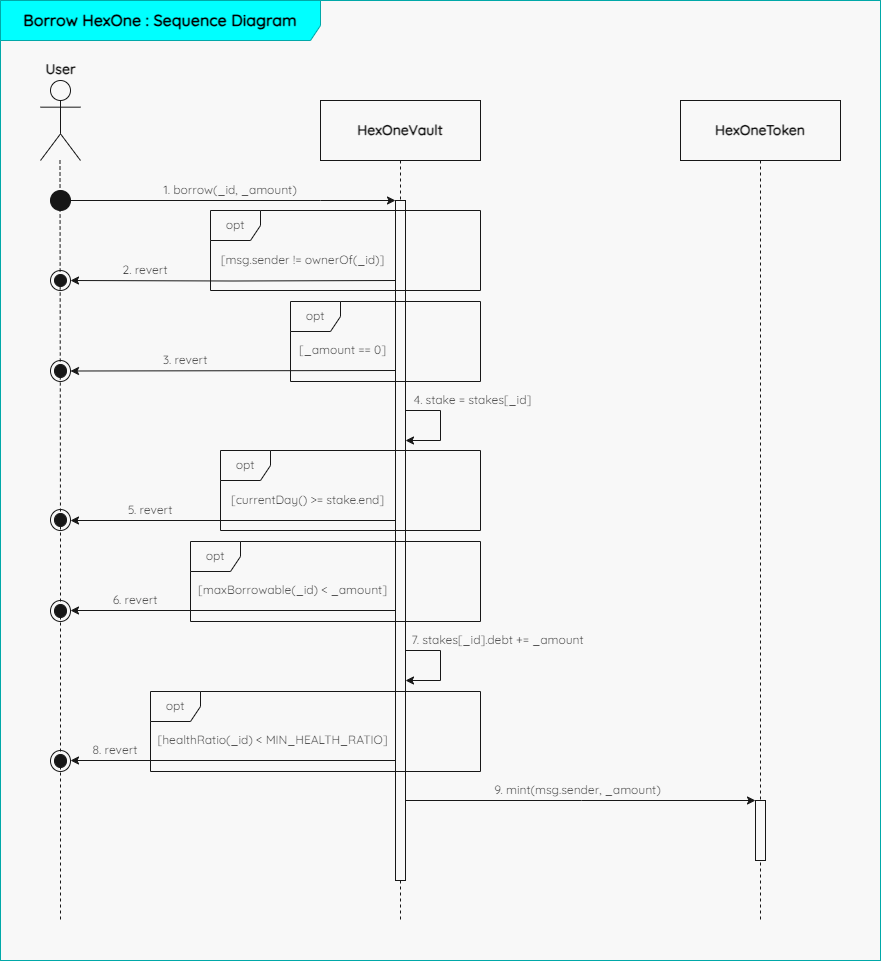 Borrow HexOne : Sequence Diagram
User
HexOneVault
HexOneToken
1. borrow(_id, _amount)
opt
[msg.sender != ownerOf(_id)]
2. revert
opt
[_amount == 0]
3. revert
4. stake = stakes[_id]
opt
[currentDay() >= stake.end]
5. revert
opt
[maxBorrowable(_id) < _amount]
6. revert
7. stakes[_id].debt += _amount
opt
[healthRatio(_id) < MIN_HEALTH_RATIO]
8. revert
9. mint(msg.sender, _amount)